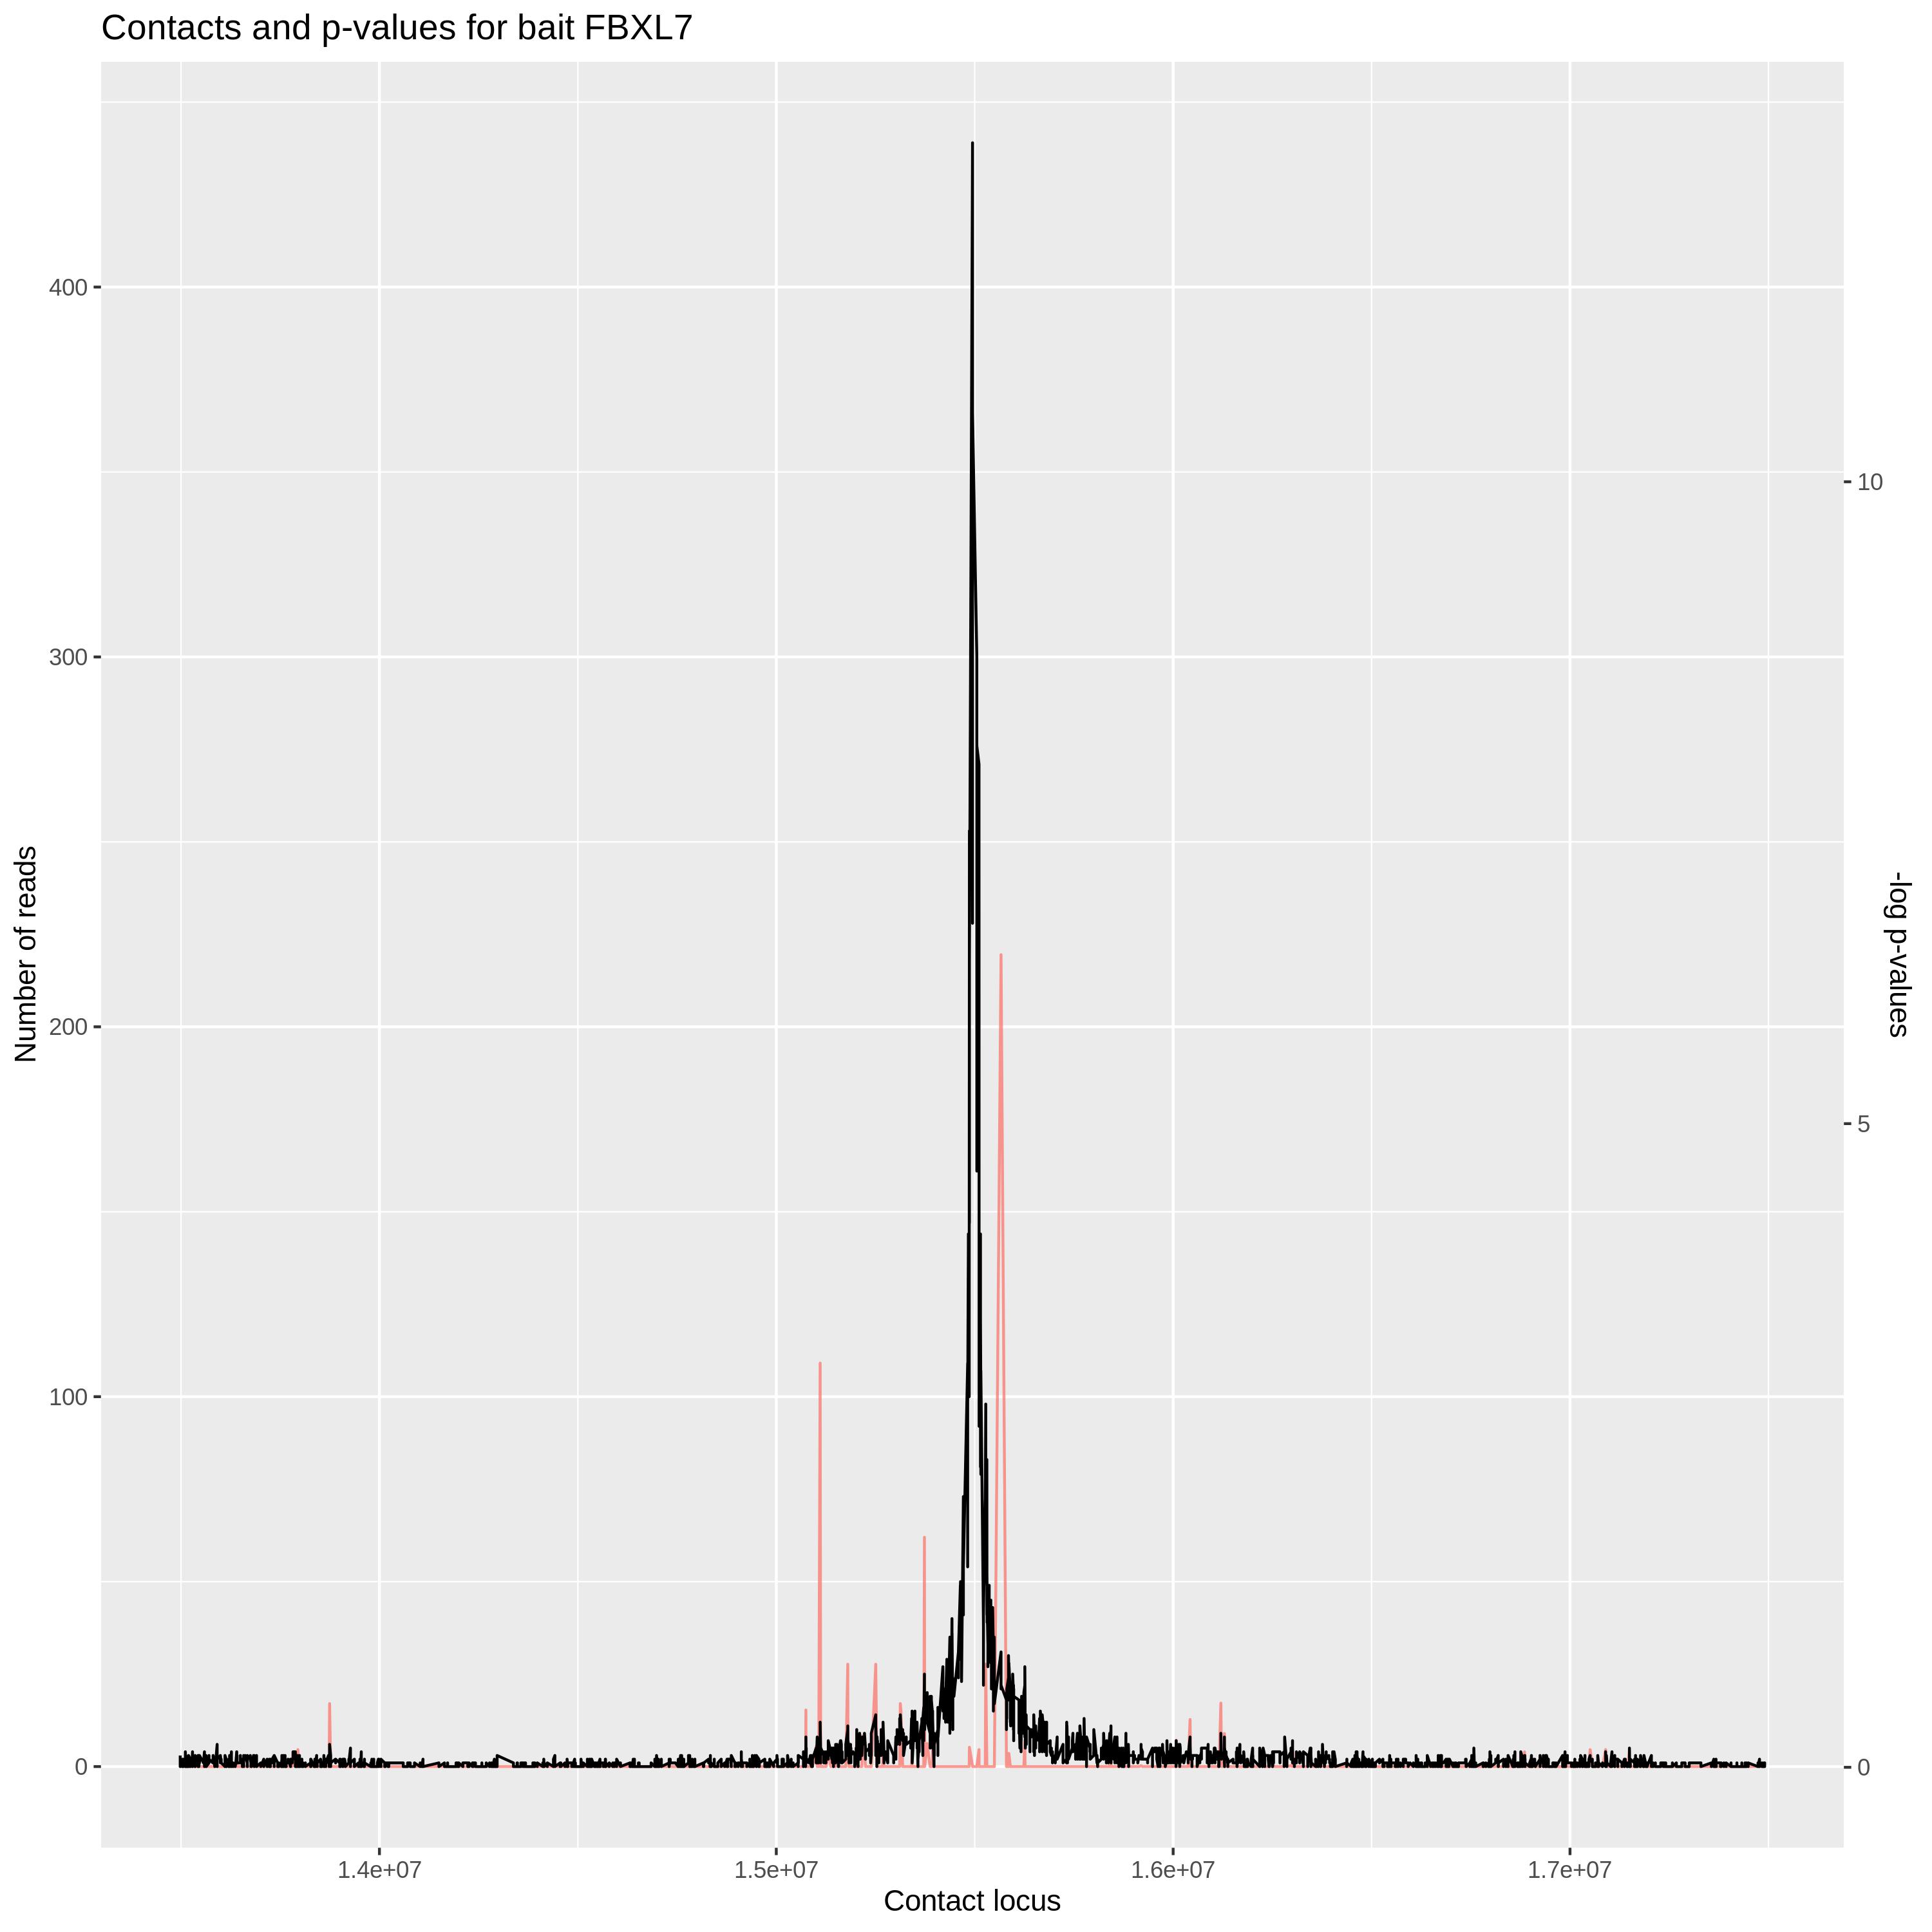 Contacts and p-values for bait FBXL7
400
300
200
100
0
Number of reads
10
5
0
-log p-values
1.4e+07
1.5e+07
1.6e+07
1.7e+07
Contact locus